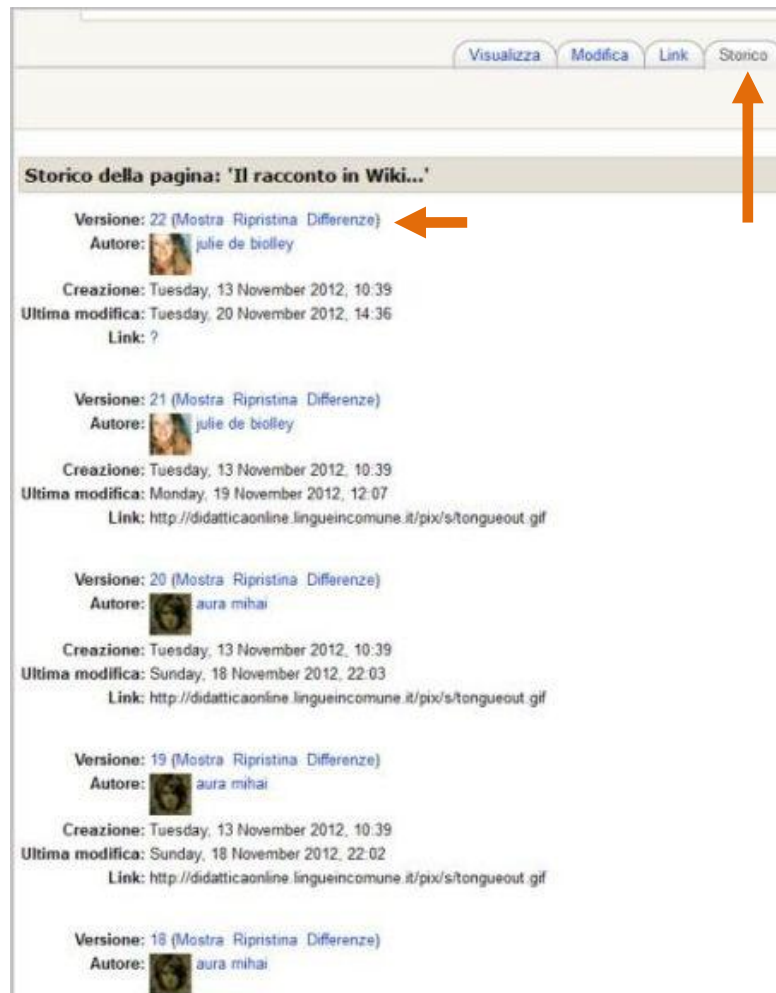 Visualizza Modifica Link Storico
Storico della pagina: 'Il racconto in Wiki...'
Versione: 22 (Mostra Ripristina Differenze)
Autore: julie de biolley
Creazione: Tuesday, 13 November 2012, 10:39
Ultima modifica: Tuesday, 20 November 2012, 14:36
Link: ?
Versione: 21 (Mostra Ripristina Differenze)
Autore: julie de biolley
Creazione: Tuesday, 13 November 2012, 10:39
Ultima modifica: Monday, 19 November 2012, 12:07
Link: http://didatticaonline.lingueincomune.it/pix/s/tongueout.gif
Versione: 20 (Mostra Ripristina Differenze)
Autore: aura mihai
Creazione: Tuesday, 13 November 2012, 10:39
Ultima modifica: Sunday, 18 November 2012, 22:03
Link: http://didatticaonline.lingueincomune.it/pix/s/tongueout.gif
Versione: 19 (Mostra Ripristina Differenze)
Autore: aura mihai
Creazione: Tuesday, 13 November 2012, 10:39
Ultima modifica: Sunday, 18 November 2012, 22:02
Link: http://didatticaonline.lingueincomune.it/pix/s/tongueout.gif
Versione: 18 (Mostra Ripristina Differenze)
Autore: aura mihai